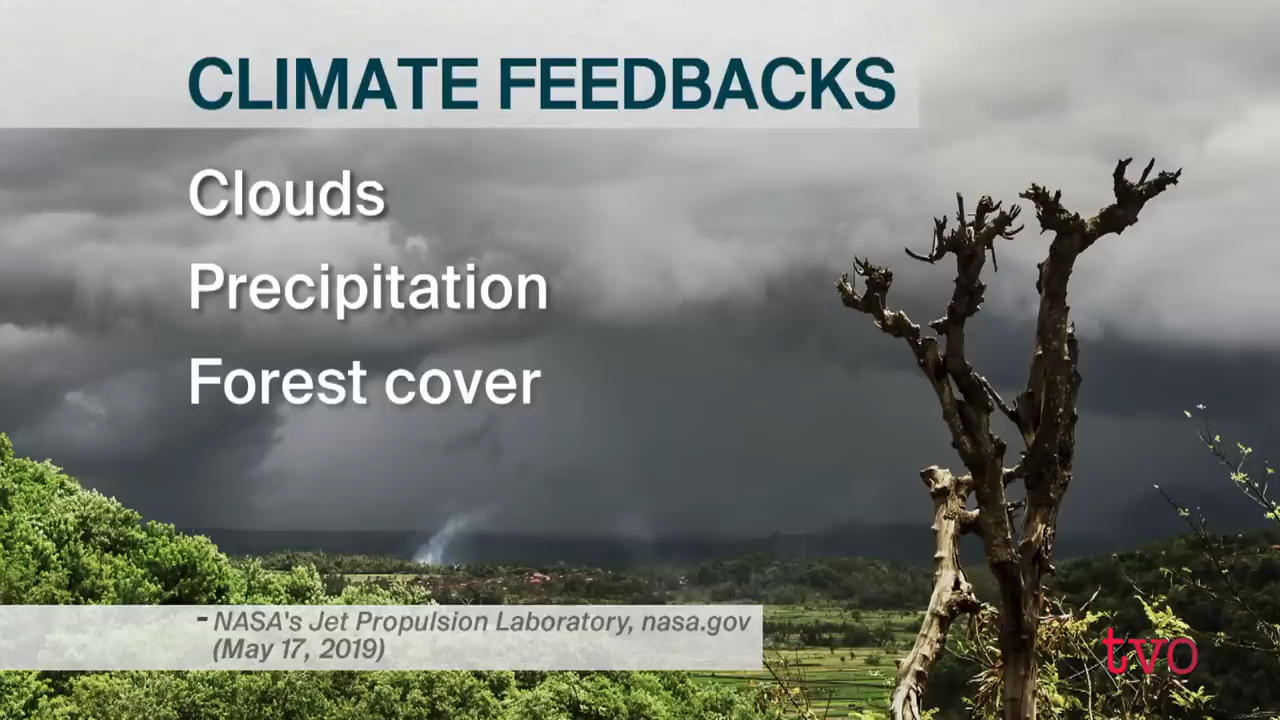 CLIMATE FEEDBACKS
Clouds
Precipitation
Forest cover
- NASA's Jet Propulsion Laboratory, nasa.gov
(May 17, 2019)
tvo